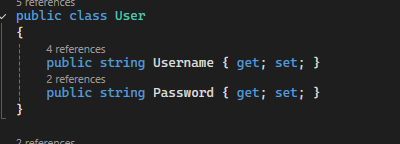 5 references
public class User
{
4 references
public string Username { get; set; }
2 references
public string Password { get; set; }
}
2 references